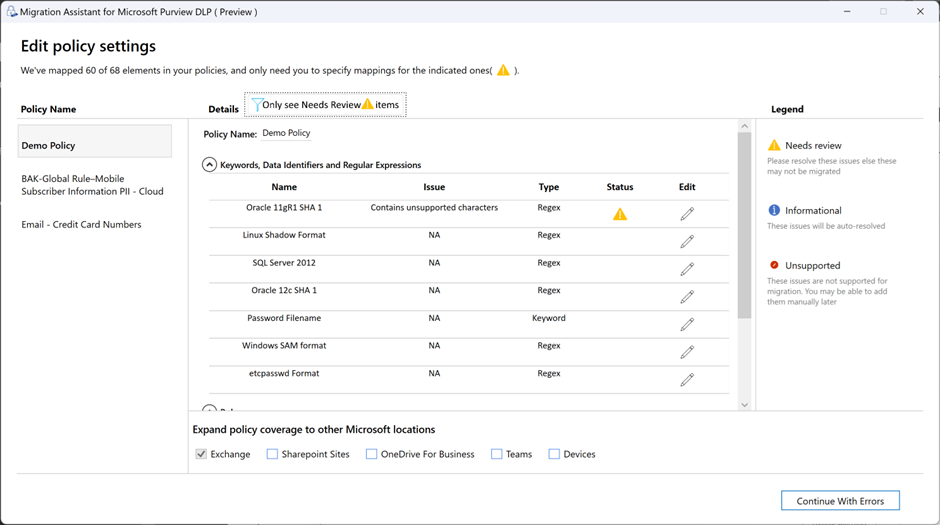 Migration Assistant for Microsoft Purview DLP ( Preview )
Edit policy settings
We've mapped 60 of 68 elements in your policies, and only need you to specify mappings for the indicated ones( ).
Policy Name
Demo Policy
BAK-Global Rule–Mobile
Subscriber Information PII - Cloud
Email - Credit Card Numbers
Details
Only see Needs Review items
Policy Name: Demo Policy
Keywords, Data Identifiers and Regular Expressions
Name Issue Type Status Edit
Oracle 11gR1 SHA 1 Contains unsupported characters Regex
Linux Shadow Format NA Regex
SQL Server 2012 NA Regex
Oracle 12c SHA 1 NA Regex
Password Filename NA Keyword
Windows SAM format NA Regex
etcpasswd Format NA Regex
Expand policy coverage to other Microsoft locations
Exchange Sharepoint Sites OneDrive For Business Teams Devices
Legend
Needs review
Please resolve these issues else these
may not be migrated
Informational
These issues will be auto-resolved
Unsupported
These issues are not supported for
migration. You may be able to add
them manually later
Continue With Errors